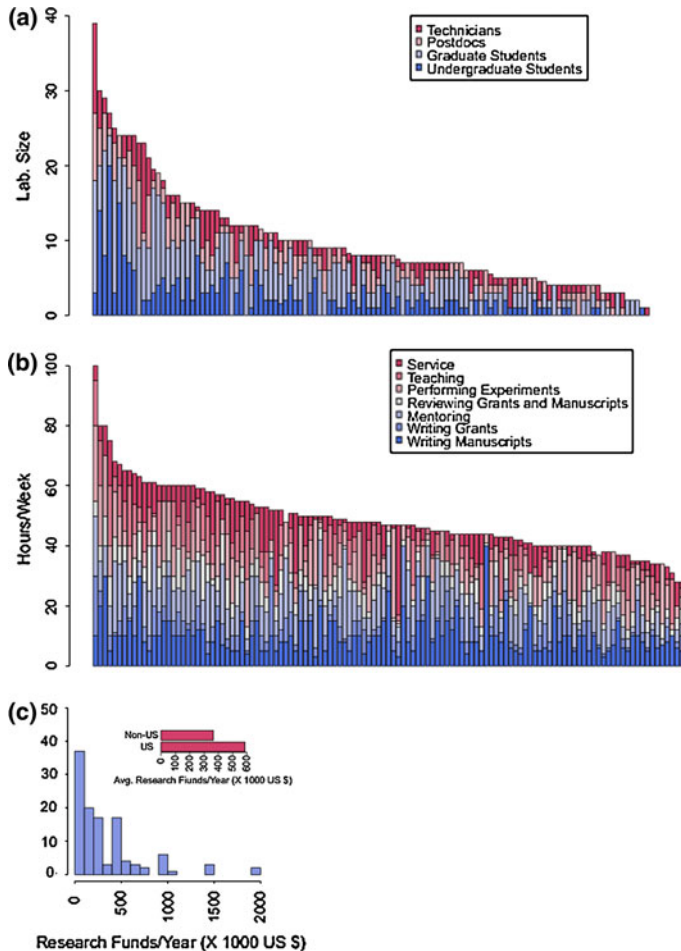 (a)
40
30
20
10
0
Lab. Size
Technicians
Postdocs
Graduate Students
Undergraduate Students
(b)
100
80
60
40
20
0
Hours/Week
Service
Teaching
Performing Experiments
Reviewing Grants and Manuscripts
Mentoring
Writing Grants
Writing Manuscripts
(c)
50
40
30
20
10
0
Non-US
US
0 100 200 300 400 500 600
Avg. Research Fiunds/Year (X 1000 US $)
0 500 1000 1500 2000
Research Funds/Year (X 1000 US $)